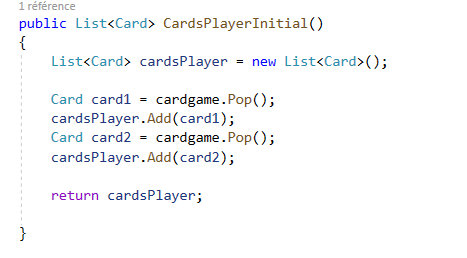 1 référence
public List<Card> CardsPlayerInitial()
{
List<Card> cardsPlayer = new List<Card>();
Card card1 = cardgame.Pop();
cardsPlayer.Add(card1);
Card card2 = cardgame.Pop();
cardsPlayer.Add(card2);
return cardsPlayer;
}